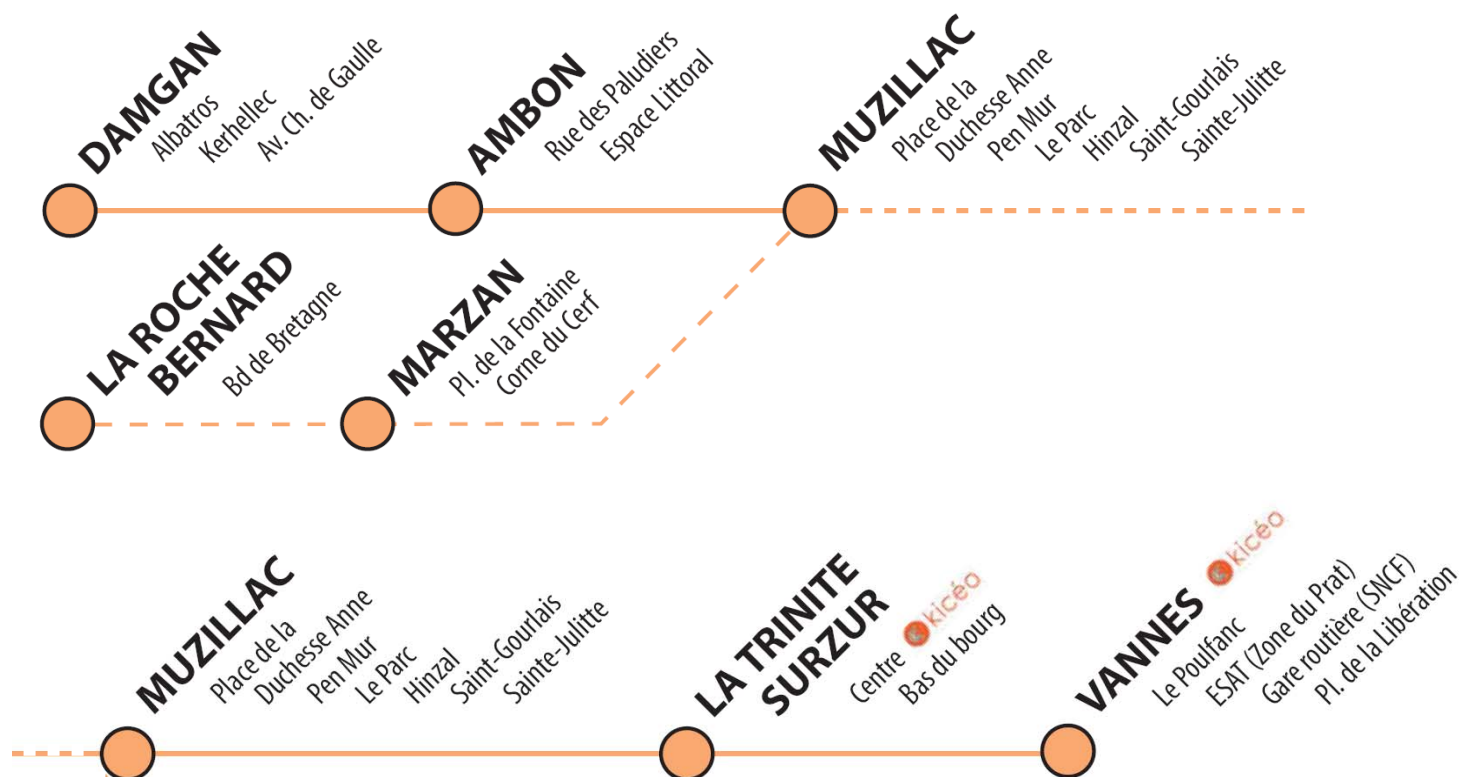 DAMGAN
Albatros
Kerhellec
Av. Ch. de Gaulle
AMBON
Rue des Paludiers
Espace Littoral
MUZILLAC
Place de la
Duchesse Anne
Pen Mur
Le Parc
Hinzal
Saint-Gourlais
Sainte-Julitte
LA ROCHE
BERNARD
Bd de Bretagne
MARZAN
Pl. de la Fontaine
Corne du Cerf
MUZILLAC
Place de la
Duchesse Anne
Pen Mur
Le Parc
Hinzal
Saint-Gourlais
Sainte-Julitte
LA TRINITE
SURZUR
Centre kicéo
Bas du bourg
VANNES kicéo
Le Poulfanc
ESAT (Zone du Prat)
Gare routière (SNCF)
Pl. de la Libération